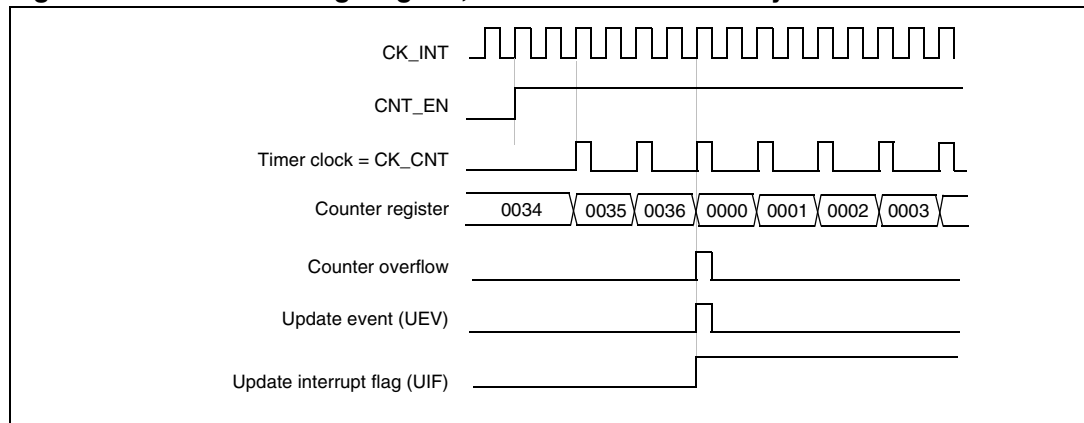 CK_INT
CNT_EN
Timer clock = CK_CNT
Counter register 0034 0035 0036 0000 0001 0002 0003
Counter overflow
Update event (UEV)
Update interrupt flag (UIF)